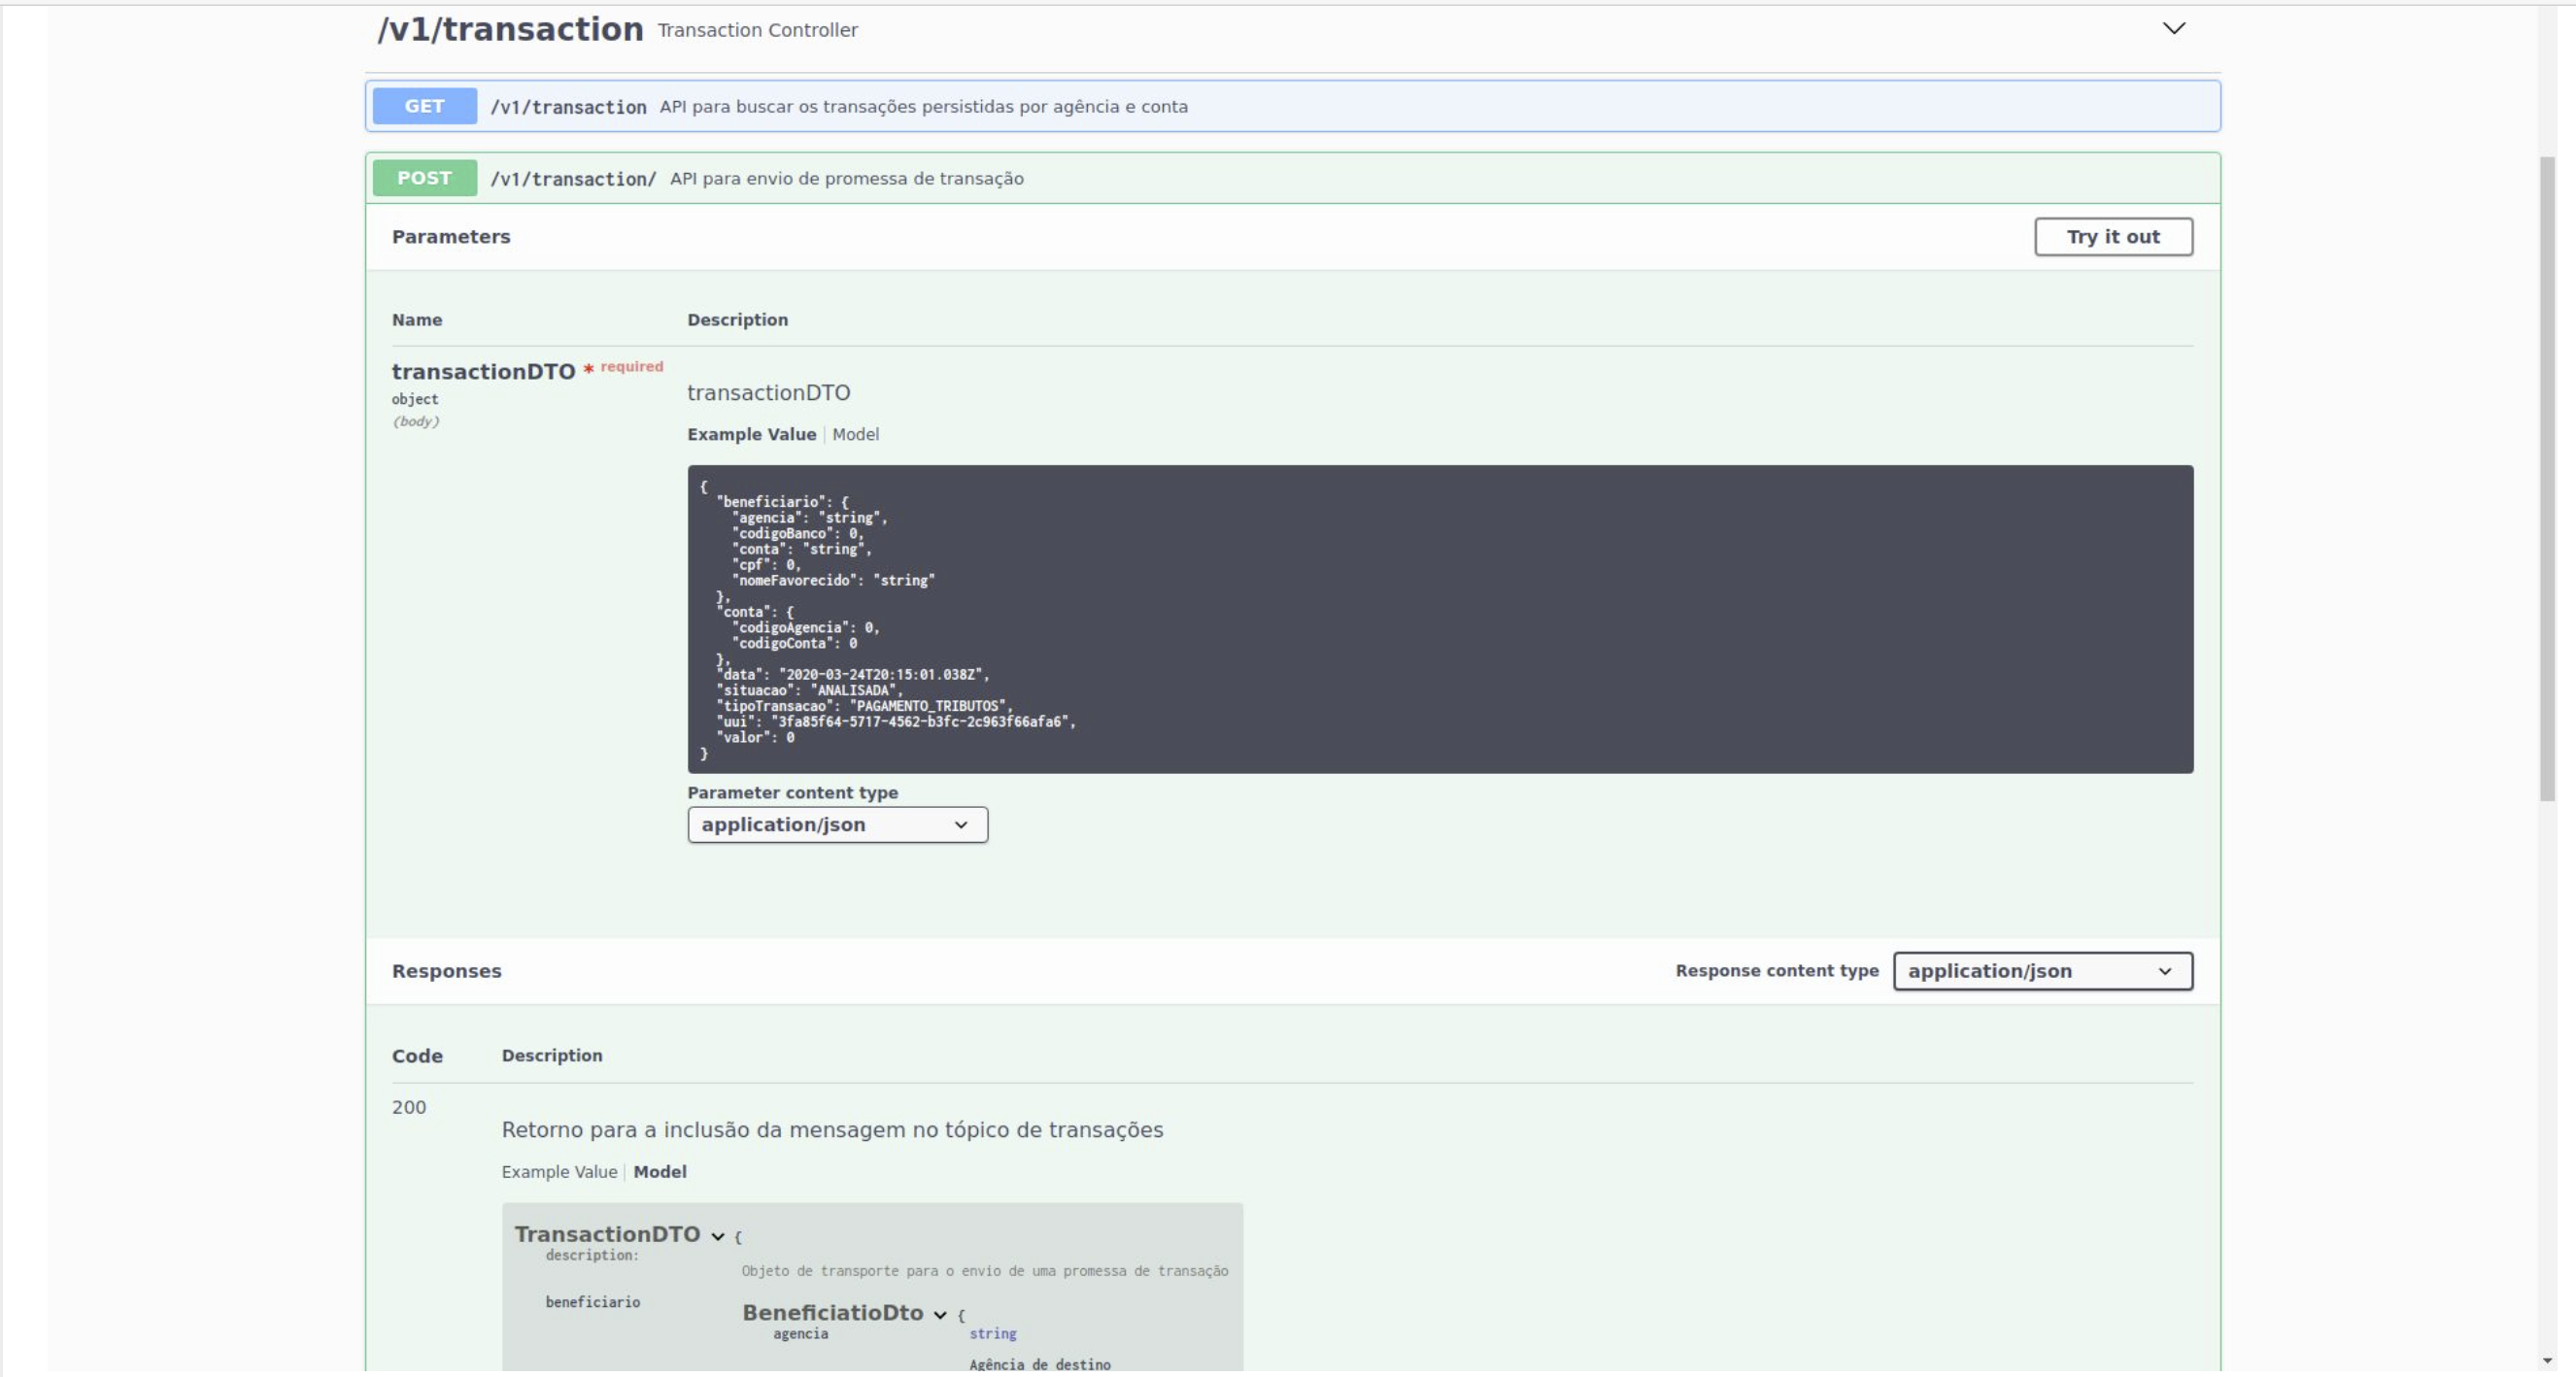 /v1/transaction Transaction Controller
GET /v1/transaction API para buscar os transações persistidas por agência e conta
POST /v1/transaction/ API para envio de promessa de transação
Parameters Try it out
Name Description
transactionDTO * required
object
(body)
transactionDTO
Example Value | Model
{
  "beneficiario": {
    "agencia": "string",
    "codigoBanco": 0,
    "conta": "string",
    "cpf": 0,
    "nomeFavorecido": "string"
  },
  "conta": {
    "codigoAgencia": 0,
    "codigoConta": 0
  },
  "data": "2020-03-24T20:15:01.038Z",
  "situacao": "ANALISADA",
  "tipoTransacao": "PAGAMENTO_TRIBUTOS",
  "uui": "3fa85f64-5717-4562-b3fc-2c963f66afa6",
  "valor": 0
}
Parameter content type
application/json
Responses Response content type application/json
Code Description
200
Retorno para a inclusão da mensagem no tópico de transações
Example Value | Model
TransactionDTO {
description:
Objeto de transporte para o envio de uma promessa de transação
beneficiario
BeneficiatioDto {
agencia string
Agência de destino